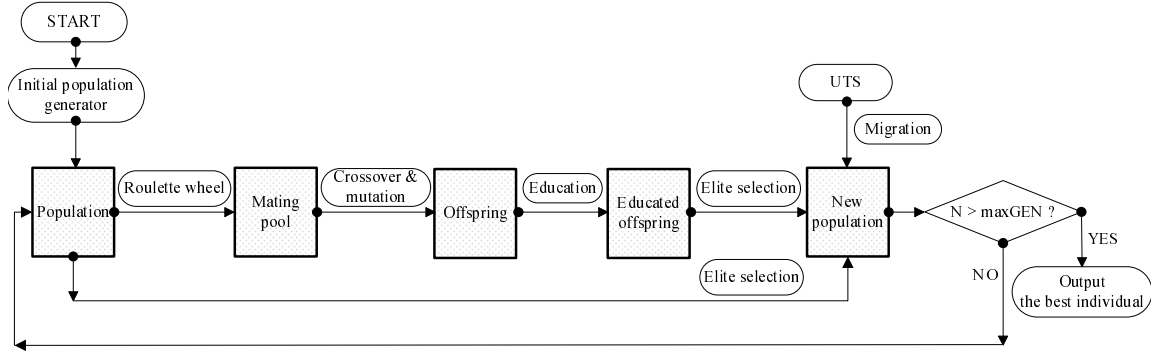 START
Initial population
generator
UTS
Migration
Population
Roulette wheel
Mating
pool
Crossover &
mutation
Offspring
Education
Educated
offspring
Elite selection
New
population
N > maxGEN ?
YES
NO
Elite selection
Output
the best individual